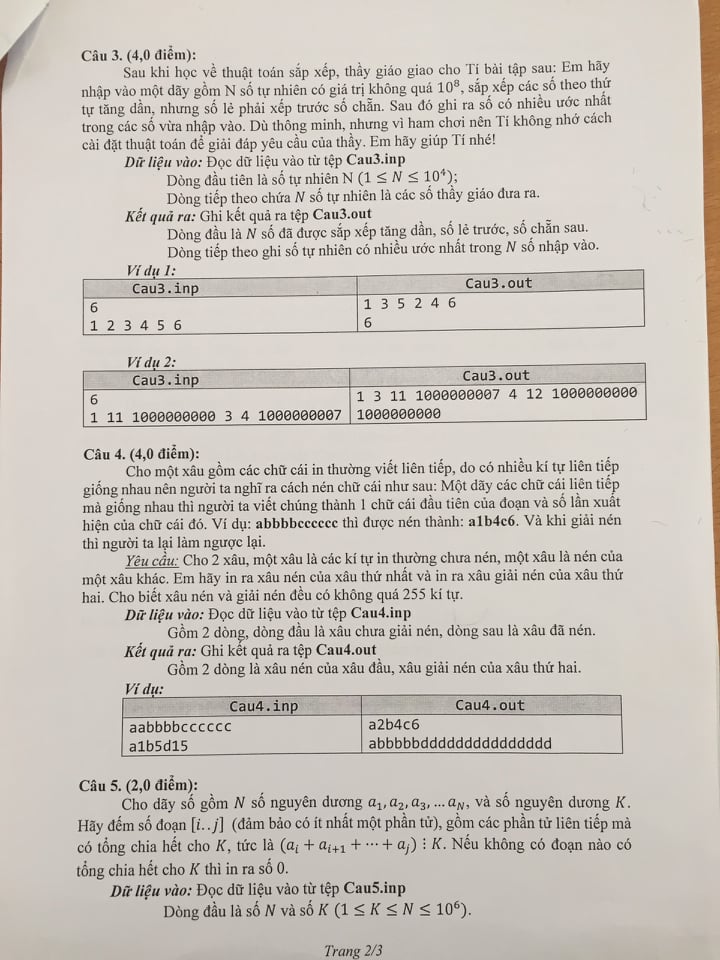 Câu 3. (4,0 điểm):
Sau khi học về thuật toán sắp xếp, thầy giáo giao cho Tí bài tập sau: Em hãy
nhập vào một dãy gồm N số tự nhiên có giá trị không quá 10⁸, sắp xếp các số theo thứ
tự tăng dần, nhưng số lẻ phải xếp trước số chẵn. Sau đó ghi ra số có nhiều ước nhất
trong các số vừa nhập vào. Dù thông minh, nhưng vì ham chơi nên Tí không nhớ cách
cài đặt thuật toán để giải đáp yêu cầu của thầy. Em hãy giúp Tí nhé!
Dữ liệu vào: Đọc dữ liệu vào từ tệp Cau3.inp
Dòng đầu tiên là số tự nhiên N (1 ≤ N ≤ 10⁴);
Dòng tiếp theo chứa N số tự nhiên là các số thầy giáo đưa ra.
Kết quả ra: Ghi kết quả ra tệp Cau3.out
Dòng đầu là N số đã được sắp xếp tăng dần, số lẻ trước, số chẵn sau.
Dòng tiếp theo ghi số tự nhiên có nhiều ước nhất trong N số nhập vào.
Ví dụ 1:
Cau3.inp Cau3.out
6 1 3 5 2 4 6
1 2 3 4 5 6 6
Ví dụ 2:
Cau3.inp Cau3.out
6 1 3 11 1000000007 4 12 1000000000
1 11 1000000000 3 4 1000000007 1000000000
Câu 4. (4,0 điểm):
Cho một xâu gồm các chữ cái in thường viết liên tiếp, do có nhiều kí tự liên tiếp
giống nhau nên người ta nghĩ ra cách nén chữ cái như sau: Một dãy các chữ cái liên tiếp
mà giống nhau thì người ta viết chúng thành 1 chữ cái đầu tiên của đoạn và số lần xuất
hiện của chữ cái đó. Ví dụ: abbbbcccccc thì được nén thành: a1b4c6. Và khi giải nén
thì người ta lại làm ngược lại.
Yêu cầu: Cho 2 xâu, một xâu là các kí tự in thường chưa nén, một xâu là nén của
một xâu khác. Em hãy in ra xâu nén của xâu thứ nhất và in ra xâu giải nén của xâu thứ
hai. Cho biết xâu nén và giải nén đều có không quá 255 kí tự.
Dữ liệu vào: Đọc dữ liệu vào từ tệp Cau4.inp
Gồm 2 dòng, dòng đầu là xâu chưa giải nén, dòng sau là xâu đã nén.
Kết quả ra: Ghi kết quả ra tệp Cau4.out
Gồm 2 dòng là xâu nén của xâu đầu, xâu giải nén của xâu thứ hai.
Ví dụ:
Cau4.inp Cau4.out
aabbbbcccccc a2b4c6
a1b5d15 abbbbbddddddddddddddd
Câu 5. (2,0 điểm):
Cho dãy số gồm N số nguyên dương a₁, a₂, a₃, … a_N, và số nguyên dương K.
Hãy đếm số đoạn [i..j] (đảm bảo có ít nhất một phần tử), gồm các phần tử liên tiếp mà
có tổng chia hết cho K, tức là (aᵢ + aᵢ₊₁ + ⋯ + aⱼ) ⋮ K. Nếu không có đoạn nào có
tổng chia hết cho K thì in ra số 0.
Dữ liệu vào: Đọc dữ liệu vào từ tệp Cau5.inp
Dòng đầu là số N và số K (1 ≤ K ≤ N ≤ 10⁶).
Trang 2/3